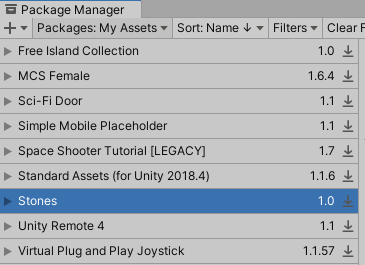 Package Manager
+ Packages: My Assets Sort: Name ↓ Filters Clear F
Free Island Collection 1.0
MCS Female 1.6.4
Sci-Fi Door 1.1
Simple Mobile Placeholder 1.1
Space Shooter Tutorial [LEGACY] 1.7
Standard Assets (for Unity 2018.4) 1.1.6
Stones 1.0
Unity Remote 4 1.1
Virtual Plug and Play Joystick 1.1.57